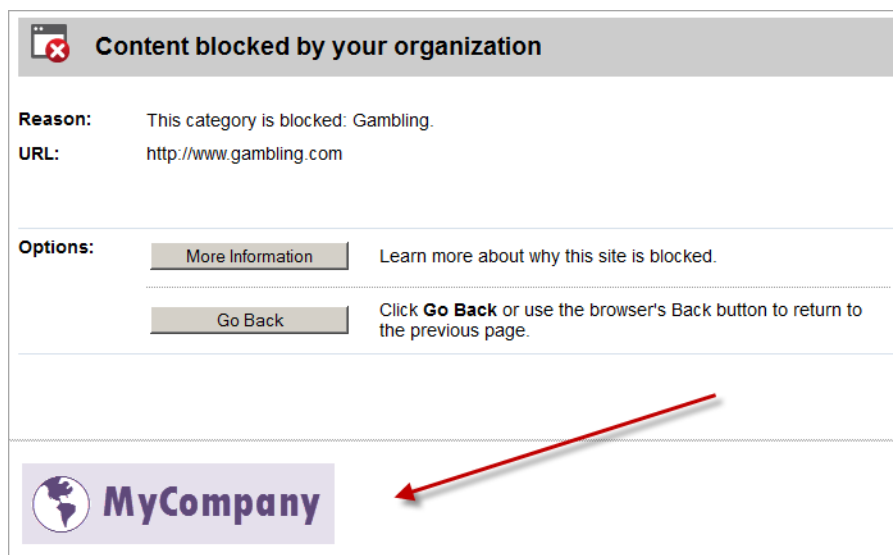 Content blocked by your organization
Reason: This category is blocked: Gambling.
URL: http://www.gambling.com
Options: More Information Learn more about why this site is blocked.
Go Back Click Go Back or use the browser's Back button to return to
the previous page.
MyCompany